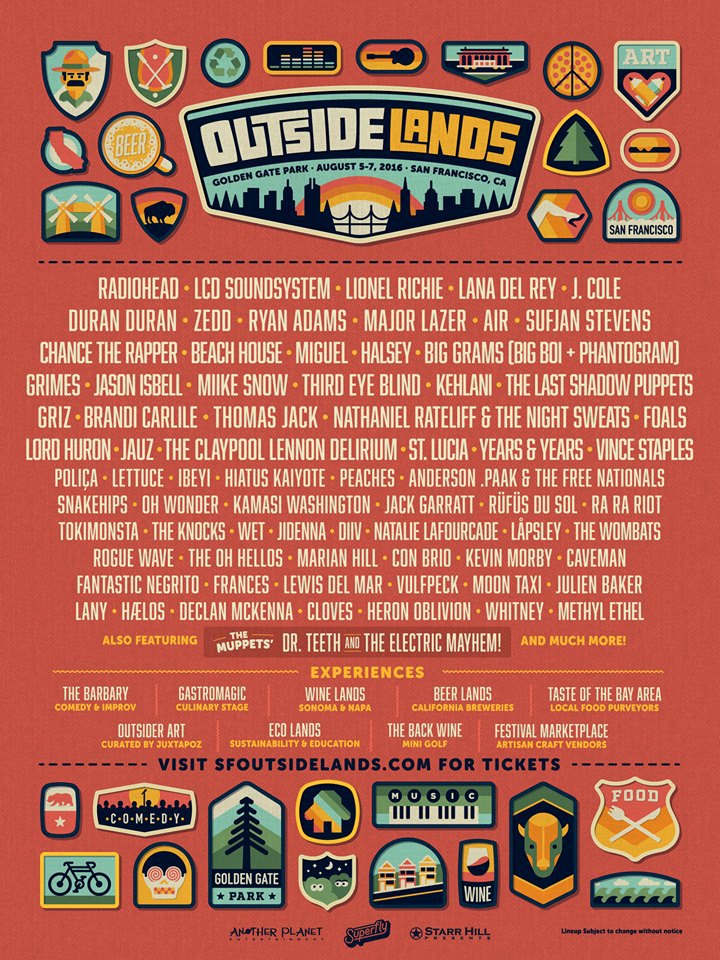 ART
BEER
OUTSIDE LANDS
GOLDEN GATE PARK · AUGUST 5-7, 2016 · SAN FRANCISCO, CA
SAN FRANCISCO
RADIOHEAD • LCD SOUNDSYSTEM • LIONEL RICHIE • LANA DEL REY • J. COLE
DURAN DURAN • ZEDD • RYAN ADAMS • MAJOR LAZER • AIR • SUFJAN STEVENS
CHANCE THE RAPPER • BEACH HOUSE • MIGUEL • HALSEY • BIG GRAMS (BIG BOI + PHANTOGRAM)
GRIMES • JASON ISBELL • MIIKE SNOW • THIRD EYE BLIND • KEHLANI • THE LAST SHADOW PUPPETS
GRIZ • BRANDI CARLILE • THOMAS JACK • NATHANIEL RATELIFF & THE NIGHT SWEATS • FOALS
LORD HURON • JAUZ • THE CLAYPOOL LENNON DELIRIUM • ST. LUCIA • YEARS & YEARS • VINCE STAPLES
POLIÇA • LETTUCE • IBEYI • HIATUS KAIYOTE • PEACHES • ANDERSON .PAAK & THE FREE NATIONALS
SNAKEHIPS • OH WONDER • KAMASI WASHINGTON • JACK GARRATT • RÜFÜS DU SOL • RA RA RIOT
TOKIMONSTA • THE KNOCKS • WET • JIDENNA • DIIV • NATALIE LAFOURCADE • LÅPSLEY • THE WOMBATS
ROGUE WAVE • THE OH HELLOS • MARIAN HILL • CON BRIO • KEVIN MORBY • CAVEMAN
FANTASTIC NEGRITO • FRANCES • LEWIS DEL MAR • VULFPECK • MOON TAXI • JULIEN BAKER
LANY • HÆLOS • DECLAN MCKENNA • CLOVES • HERON OBLIVION • WHITNEY • METHYL ETHEL
ALSO FEATURING THE MUPPETS' DR. TEETH AND THE ELECTRIC MAYHEM! AND MUCH MORE!
EXPERIENCES
THE BARBARY
COMEDY & IMPROV
GASTROMAGIC
CULINARY STAGE
WINE LANDS
SONOMA & NAPA
BEER LANDS
CALIFORNIA BREWERIES
TASTE OF THE BAY AREA
LOCAL FOOD PURVEYORS
OUTSIDER ART
CURATED BY JUXTAPOZ
ECO LANDS
SUSTAINABILITY & EDUCATION
THE BACK WINE
MINI GOLF
FESTIVAL MARKETPLACE
ARTISAN CRAFT VENDORS
VISIT SFOUTSIDELANDS.COM FOR TICKETS
C·O·M·E·D·Y
MUSIC
FOOD
GOLDEN GATE
PARK
WINE
ANOTHER PLANET
ENTERTAINMENT
Superfly
STARR HILL
PRESENTS
Lineup Subject to change without notice